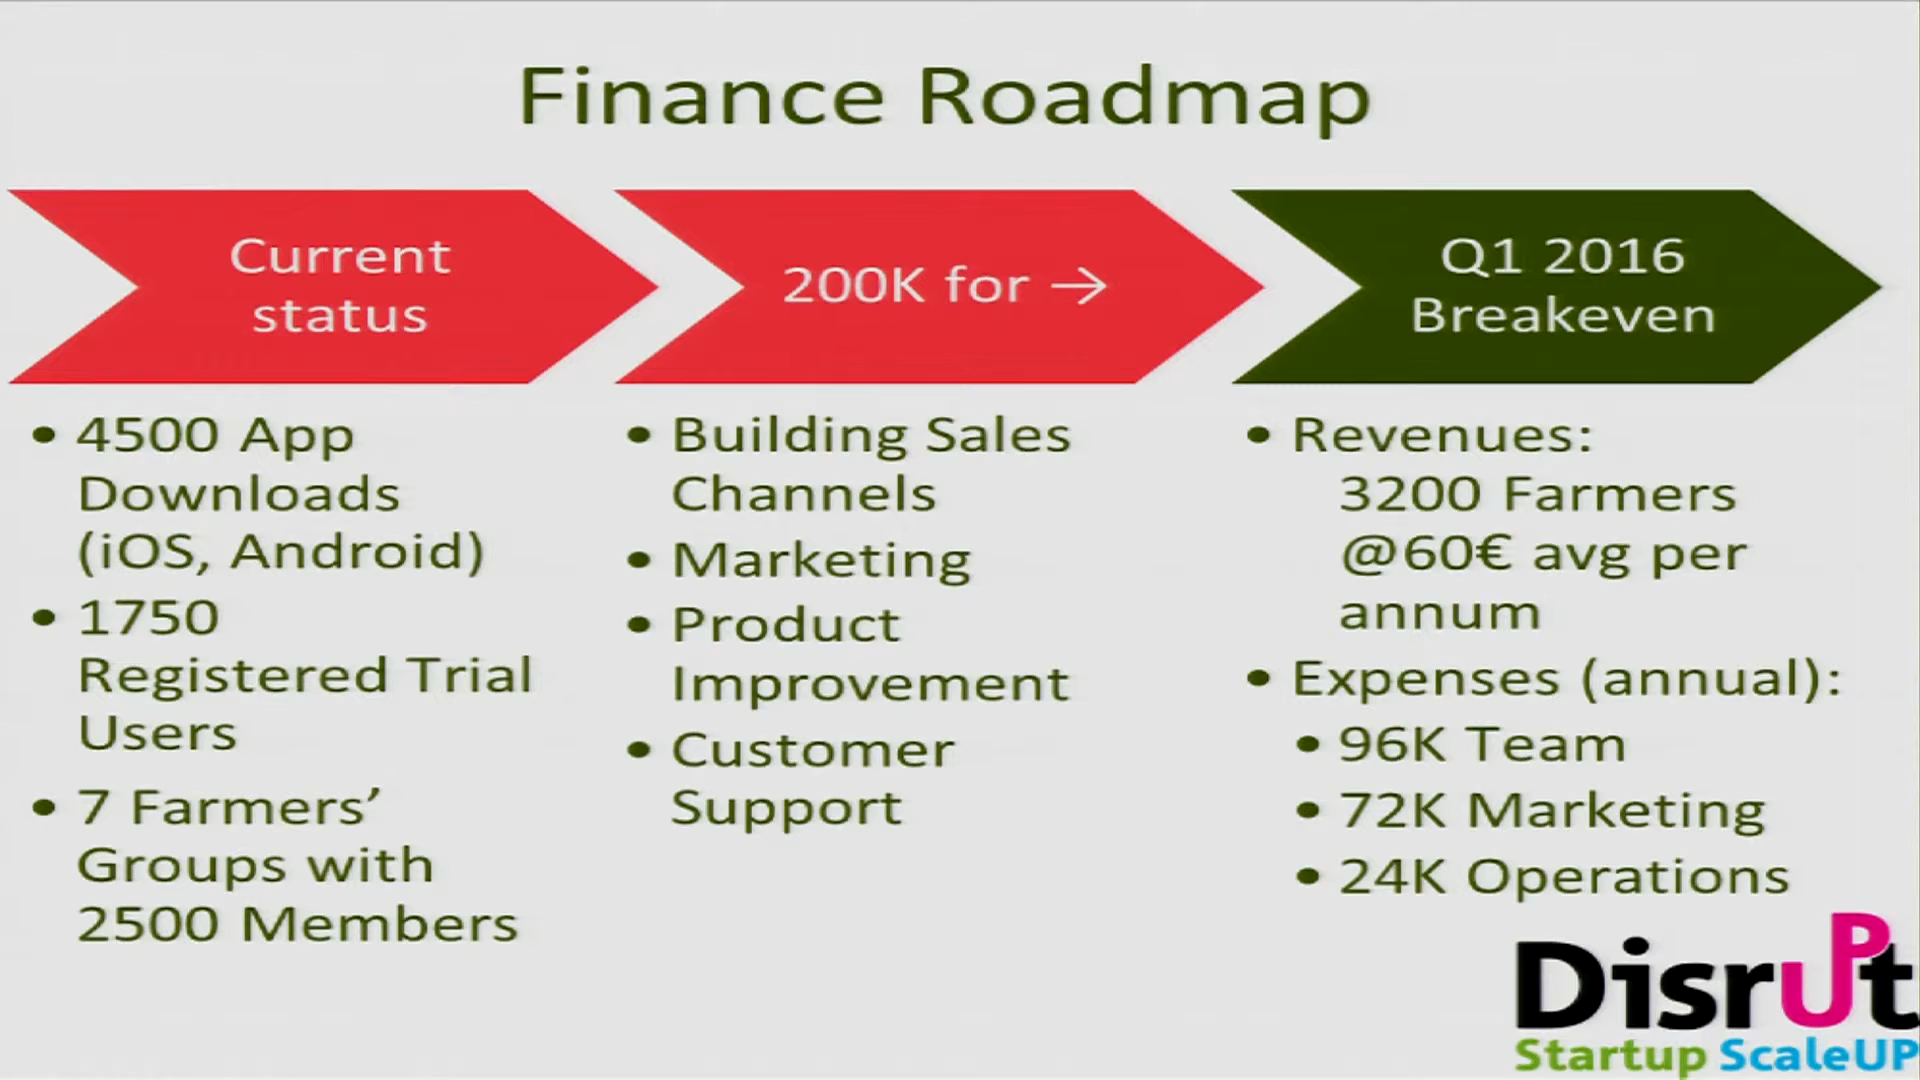 Finance Roadmap
Current
status
200K for →
Q1 2016
Breakeven
• 4500 App
Downloads
(iOS, Android)
• 1750
Registered Trial
Users
• 7 Farmers’
Groups with
2500 Members
• Building Sales
Channels
• Marketing
• Product
Improvement
• Customer
Support
• Revenues:
3200 Farmers
@60€ avg per
annum
• Expenses (annual):
• 96K Team
• 72K Marketing
• 24K Operations
DisrUPt
Startup ScaleUP